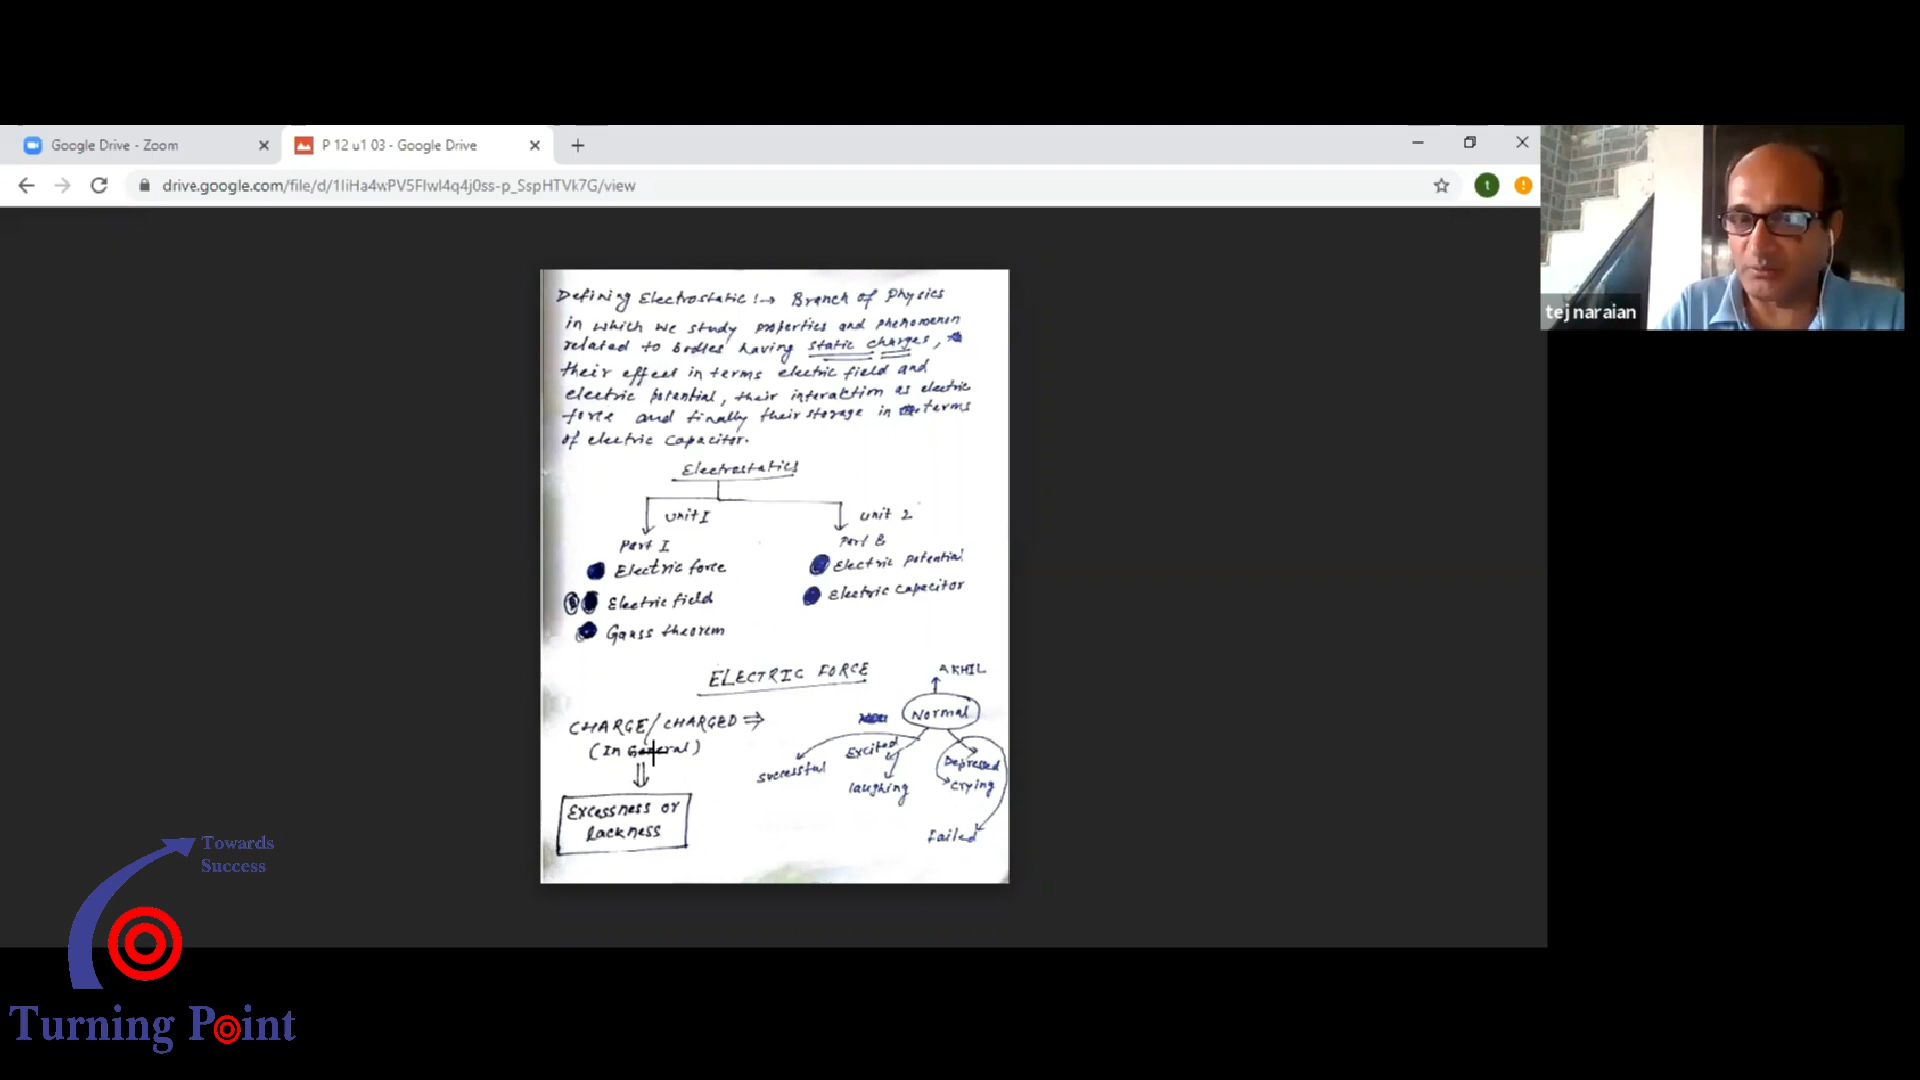 Google Drive - Zoom
P 12 u1 03 - Google Drive
drive.google.com/file/d/1IiHa4wPV5FIwI4q4j0ss-p_SspHTVk7G/view
t
tej naraian
Defining Electrostatic :→ Branch of Physics
in which we study properties and phenomenon
related to bodies having static charges,
their effect in terms electric field and
electric potential, their interaction as electric
force and finally their storage in terms
of electric capacitor.
Electrostatics
Unit I
unit 2
Part I
Part B
Electric force
Electric potential
Electric field
Electric capacitor
Gauss theorem
ELECTRIC FORCE
AKHIL
Normal
CHARGE/CHARGED ⇒
(In General)
Excited
Depressed
Successful
laughing
crying
Excessness or
lackness
Failed
Towards
Success
Turning Point